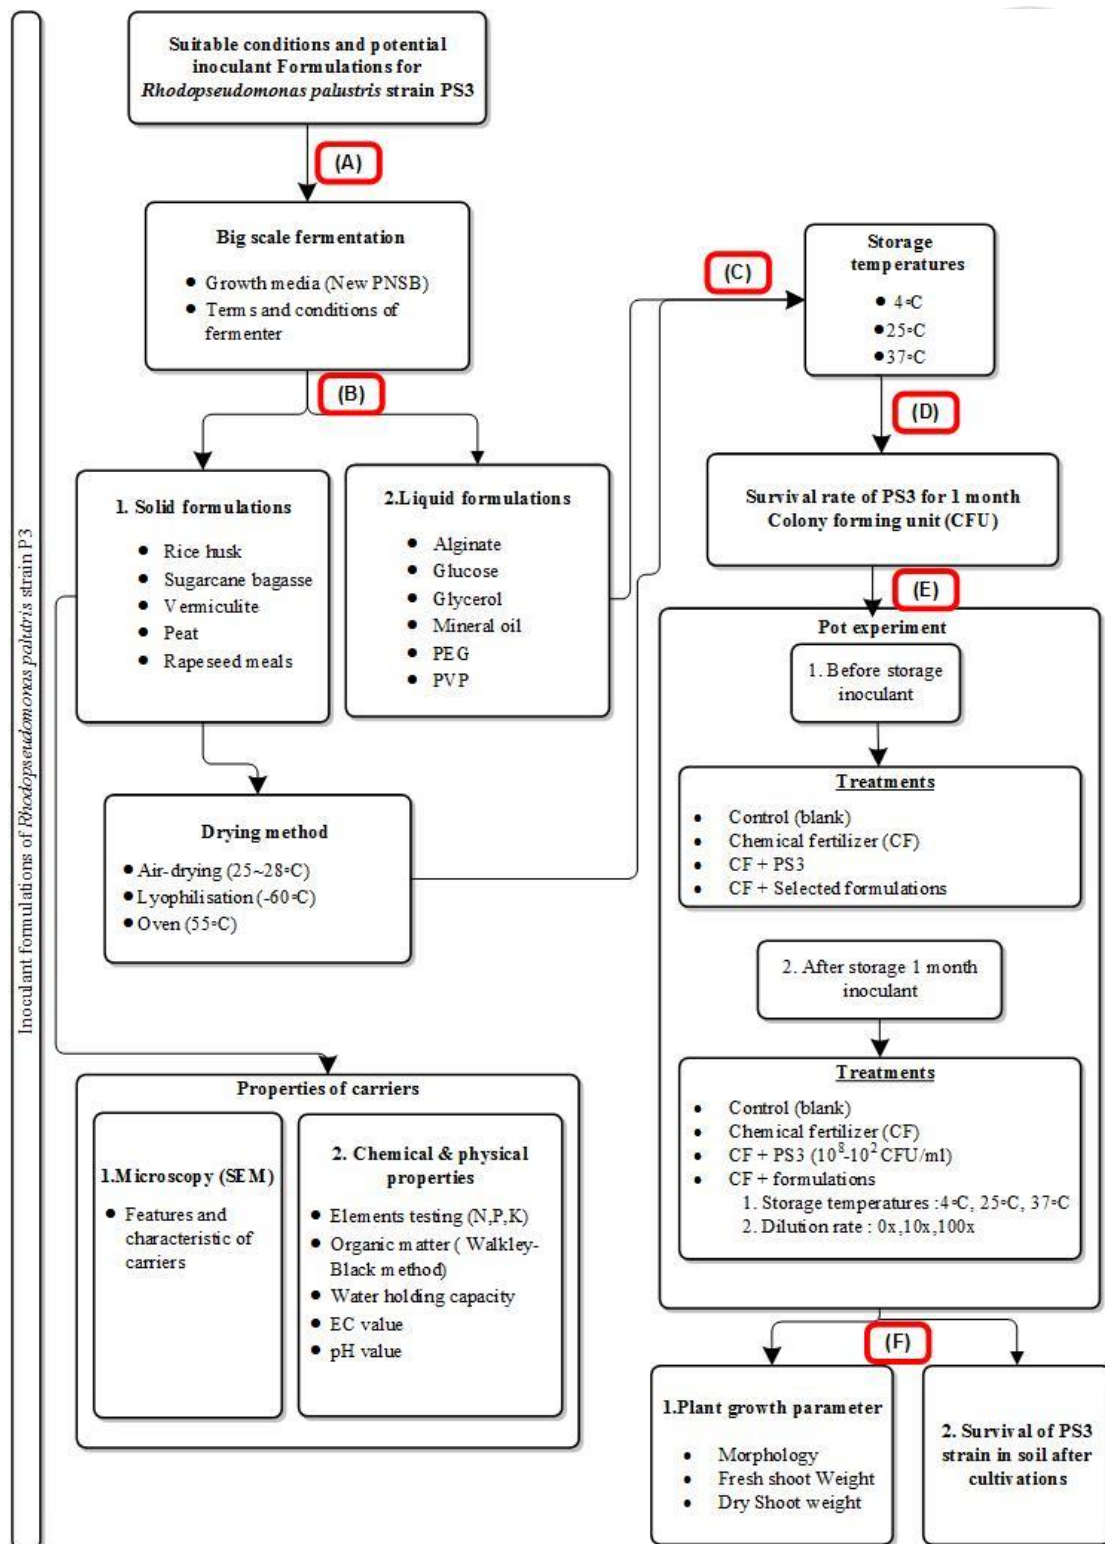 Inoculant formulations of Rhodopseudomonas palutris strain P3
Suitable conditions and potential
inoculant Formulations for
Rhodopseudomonas palustris strain PS3
(A)
Big scale fermentation
● Growth media (New PNSB)
● Terms and conditions of
fermenter
(B)
1. Solid formulations
● Rice husk
● Sugarcane bagasse
● Vermiculite
● Peat
● Rapeseed meals
2.Liquid formulations
● Alginate
● Glucose
● Glycerol
● Mineral oil
● PEG
● PVP
Drying method
● Air-drying (25~28∘C)
● Lyophilisation (-60∘C)
● Oven (55∘C)
Properties of carriers
1.Microscopy (SEM)
● Features and
characteristic of
carriers
2. Chemical & physical
properties
● Elements testing (N,P,K)
● Organic matter ( Walkley-
Black method)
● Water holding capacity
● EC value
● pH value
(C)
Storage
temperatures
● 4∘C
● 25∘C
● 37∘C
(D)
Survival rate of PS3 for 1 month
Colony forming unit (CFU)
(E)
Pot experiment
1. Before storage
inoculant
Treatments
• Control (blank)
• Chemical fertilizer (CF)
• CF + PS3
• CF + Selected formulations
2. After storage 1 month
inoculant
Treatments
• Control (blank)
• Chemical fertilizer (CF)
• CF + PS3 (10⁸-10² CFU/ml)
• CF + formulations
1. Storage temperatures :4∘C, 25∘C, 37∘C
2. Dilution rate : 0x,10x,100x
(F)
1.Plant growth parameter
• Morphology
• Fresh shoot Weight
• Dry Shoot weight
2. Survival of PS3
strain in soil after
cultivations